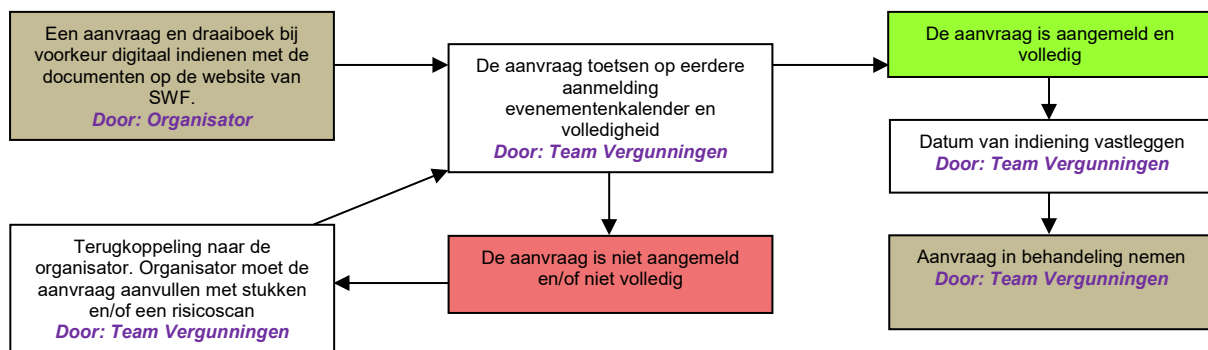 Een aanvraag en draaiboek bij
voorkeur digitaal indienen met de
documenten op de website van
SWF.
Door: Organisator
De aanvraag toetsen op eerdere
aanmelding
evenementenkalender en
volledigheid
Door: Team Vergunningen
De aanvraag is aangemeld en
volledig
Datum van indiening vastleggen
Door: Team Vergunningen
Terugkoppeling naar de
organisator. Organisator moet de
aanvraag aanvullen met stukken
en/of een risicoscan
Door: Team Vergunningen
De aanvraag is niet aangemeld
en/of niet volledig
Aanvraag in behandeling nemen
Door: Team Vergunningen